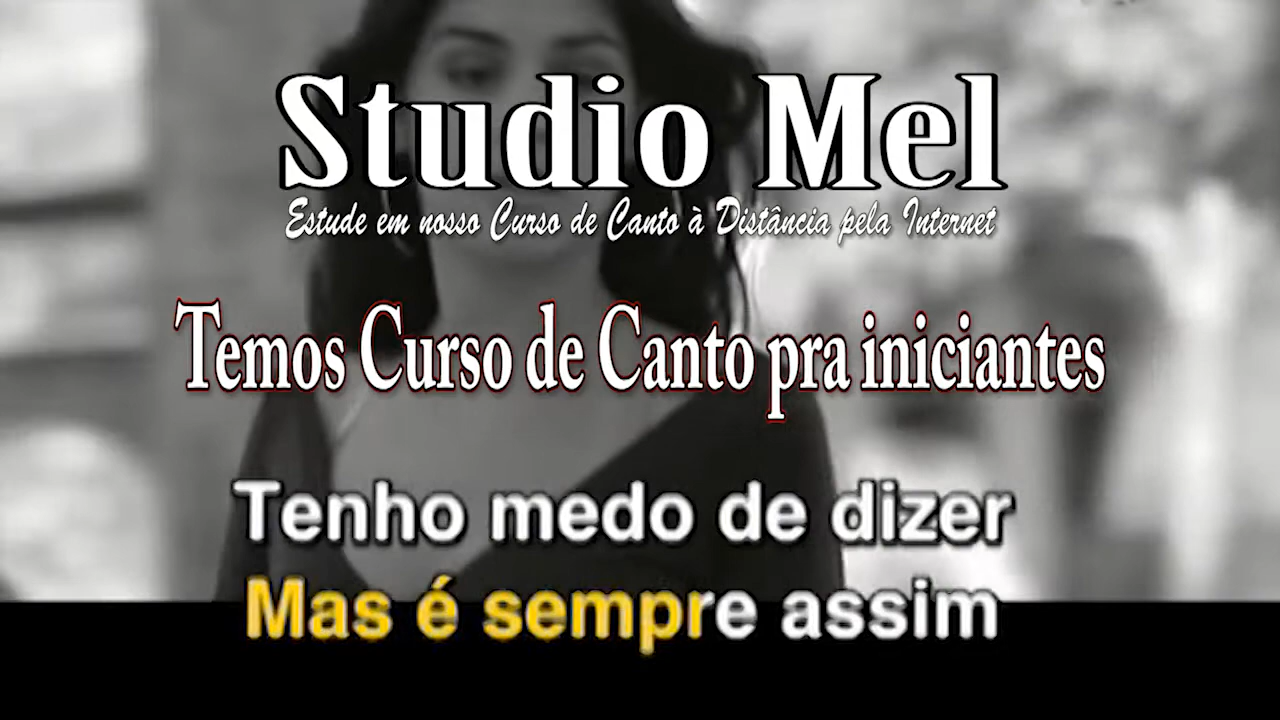 Studio Mel
Estude em nosso Curso de Canto à Distância pela Internet
Temos Curso de Canto pra iniciantes
Tenho medo de dizer
Mas é sempre assim